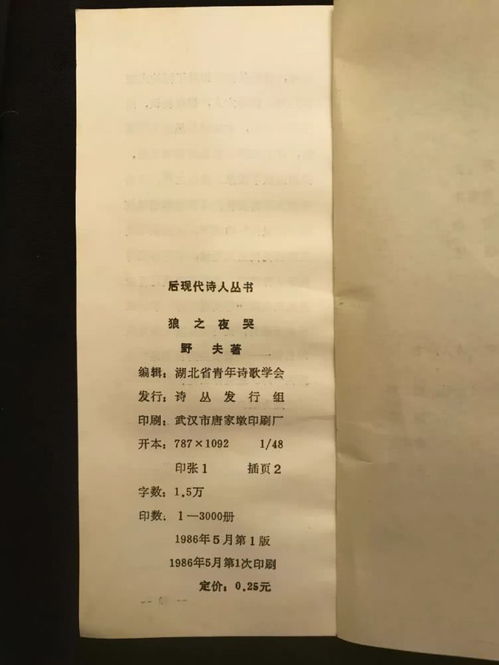 后现代诗人丛书
狼之夜哭
野夫著
编辑：湖北省青年诗歌学会
发行：诗丛发行组
印刷：武汉市唐家墩印刷厂
开本：787×1092 1/48
印张1 插页2
字数：1.5万
印数：1—3000册
1986年5月第1版
1986年5月第1次印刷
定价：0.25元